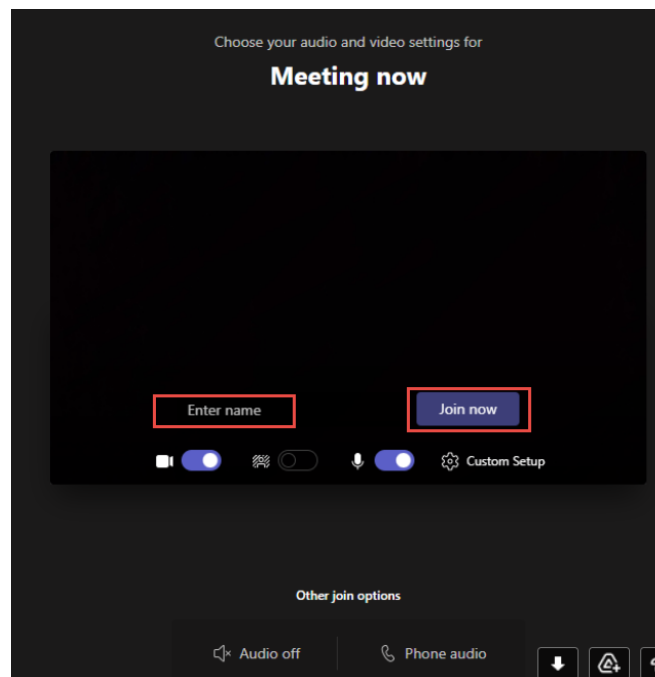 Choose your audio and video settings for
Meeting now
Enter name
Join now
Custom Setup
Other join options
Audio off
Phone audio